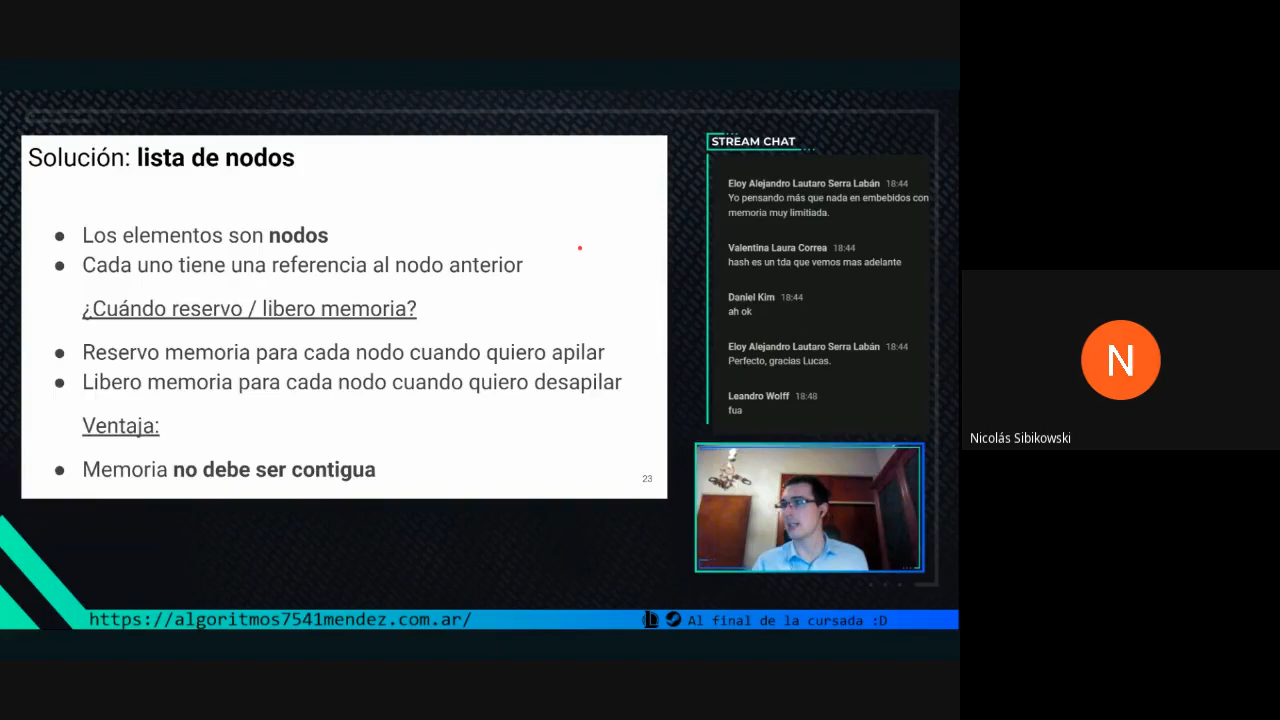 Solución: lista de nodos
● Los elementos son nodos
● Cada uno tiene una referencia al nodo anterior
¿Cuándo reservo / libero memoria?
● Reservo memoria para cada nodo cuando quiero apilar
● Libero memoria para cada nodo cuando quiero desapilar
Ventaja:
● Memoria no debe ser contigua
23
STREAM CHAT
Eloy Alejandro Lautaro Serra Labán 18:44
Yo pensando más que nada en embebidos con
memoria muy limitiada.
Valentina Laura Correa 18:44
hash es un tda que vemos mas adelante
Daniel Kim 18:44
ah ok
Eloy Alejandro Lautaro Serra Labán 18:44
Perfecto, gracias Lucas.
Leandro Wolff 18:48
fua
https://algoritmos7541mendez.com.ar/
Al final de la cursada :D
N
Nicolás Sibikowski